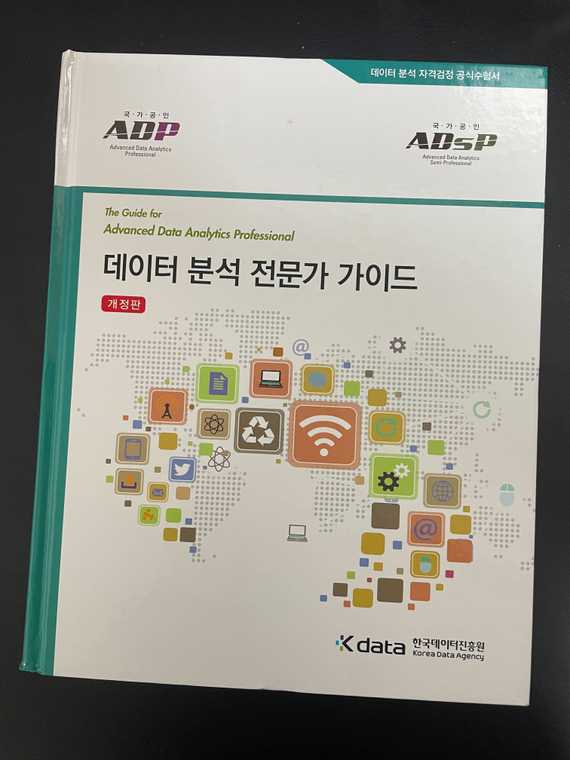 데이터 분석 자격검정 공식수험서
국·가·공·인
ADP
Advanced Data Analytics
Professional
국·가·공·인
ADsP
Advanced Data Analytics
Semi-Professional
The Guide for
Advanced Data Analytics Professional
데이터 분석 전문가 가이드
개정판
@
@
K data 한국데이터진흥원
Korea Data Agency